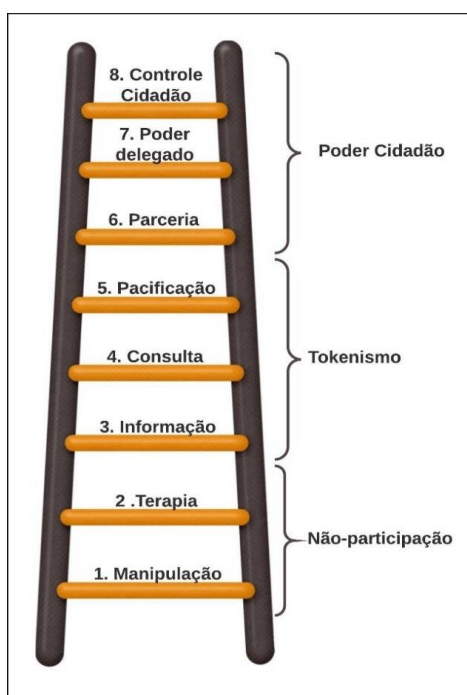 8. Controle
Cidadão
7. Poder
delegado
Poder Cidadão
6. Parceria
5. Pacificação
4. Consulta
Tokenismo
3. Informação
2 .Terapia
Não-participação
1. Manipulação